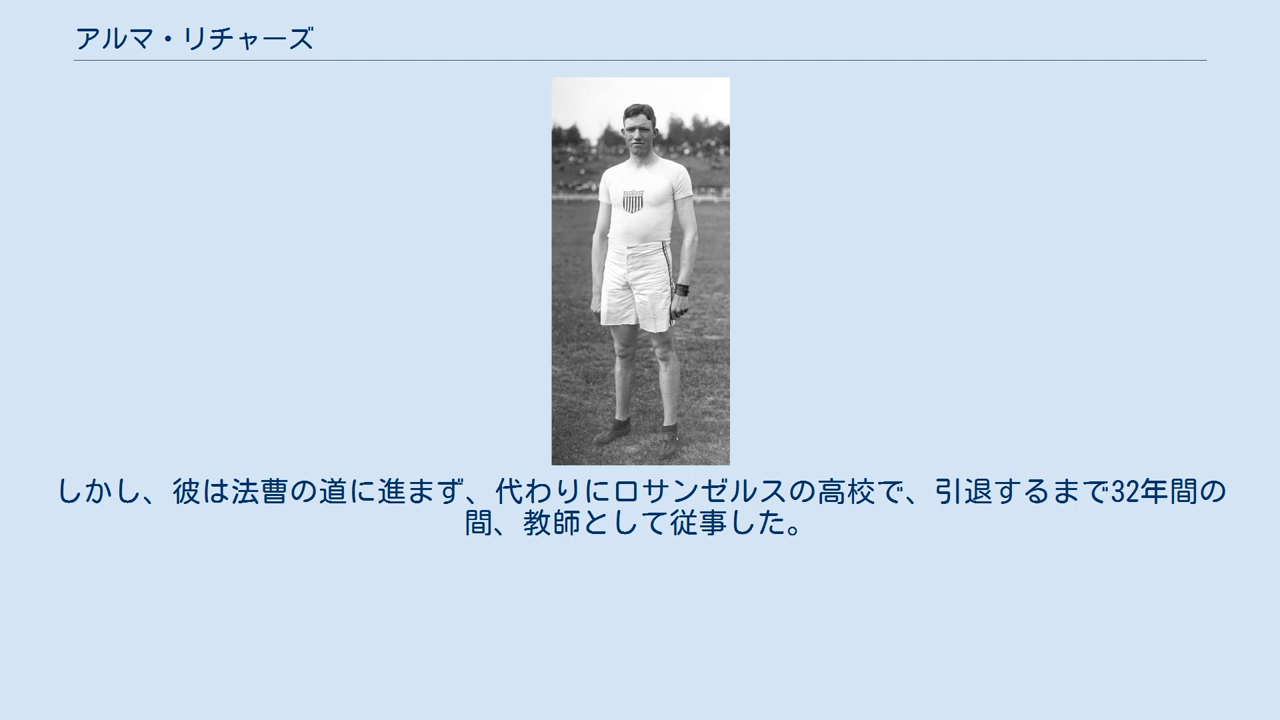 アルマ・リチャーズ
しかし、彼は法曹の道に進まず、代わりにロサンゼルスの高校で、引退するまで32年間の
間、教師として従事した。